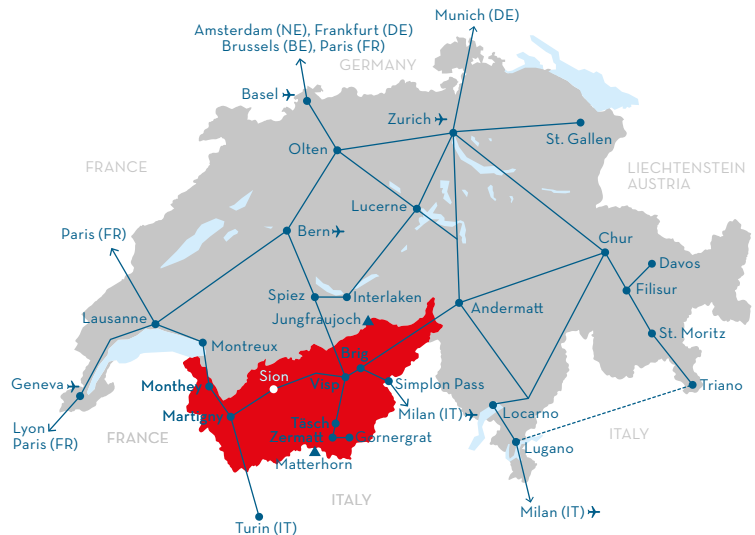 Munich (DE)
Amsterdam (NE), Frankfurt (DE)
Brussels (BE), Paris (FR)
GERMANY
Basel
Zurich
Olten
St. Gallen
FRANCE
LIECHTENSTEIN
AUSTRIA
Lucerne
Paris (FR)
Bern
Chur
Davos
Filisur
Spiez
Interlaken
Andermatt
Lausanne
Jungfraujoch
St. Moritz
Montreux
Brig
Geneva
Monthey
Sion
Visp
Simplon Pass
Triano
Milan (IT)
Locarno
Martigny
Lyon
Paris (FR)
FRANCE
Täsch
Zermatt
Gornergrat
ITALY
Lugano
Matterhorn
ITALY
Milan (IT)
Turin (IT)